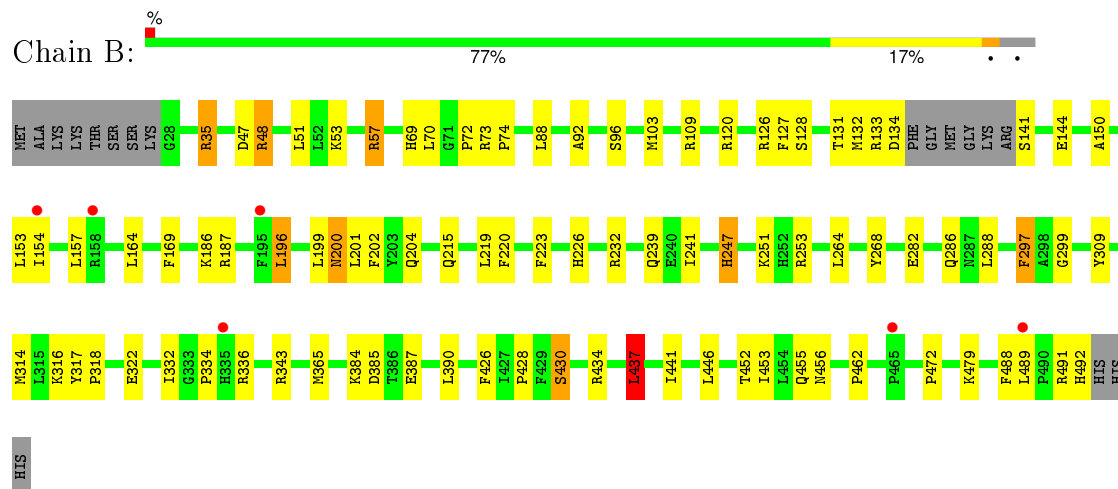 %
Chain B:
77% 17% • •
MET ALA LYS LYS THR SER SER LYS G28 R35 D47 R48 L51 L52 K53 R57 H69 L70 G71 P72 R73 P74 L88 A92 S96 M103 R109 R120 R126 F127 S128 T131 M132 R133 D134 PHE GLY MET GLY LYS ARG S141 E144 A150
L153 I154 L157 R158 L164 F169 K186 R187 F195 L196 L199 N200 L201 F202 Y203 Q204 Q215 L219 F220 F223 H226 R232 Q239 E240 I241 H247 K251 H252 R253 L264 Y268 E282 Q286 N287 L288 F297 A298 G299 Y309
M314 L315 K316 Y317 P318 E322 I332 G333 P334 H335 R336 R343 M365 K384 D385 T386 E387 L390 F426 I427 P428 F429 S430 R434 L437 I441 L446 T452 I453 L454 Q455 N456 P462 P465 P472 K479 F488 L489 P490 R491 H492 HIS HIS
HIS